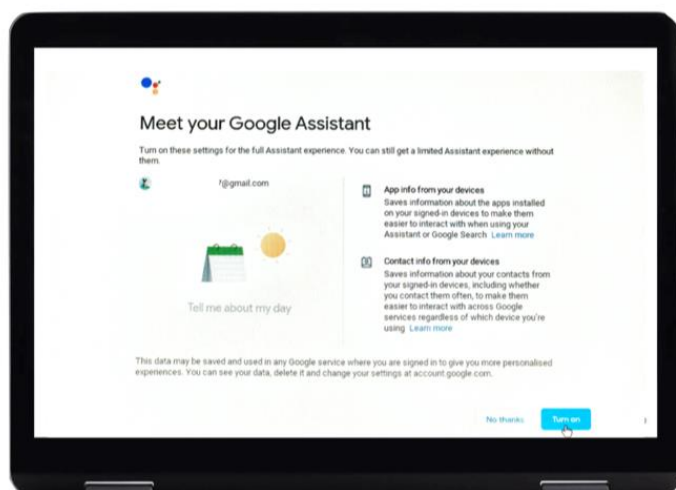 Meet your Google Assistant
Turn on these settings for the full Assistant experience. You can still get a limited Assistant experience without
them.
!@gmail.com
App info from your devices
Saves information about the apps installed
on your signed-in devices to make them
easier to interact with when using your
Assistant or Google Search Learn more
Tell me about my day
Contact info from your devices
Saves information about your contacts from
your signed-in devices, including whether
you contact them often, to make them
easier to interact with across Google
services regardless of which device you're
using Learn more
This data may be saved and used in any Google service where you are signed in to give you more personalised
experiences. You can see your data, delete it and change your settings at account.google.com.
No thanks
Turn on